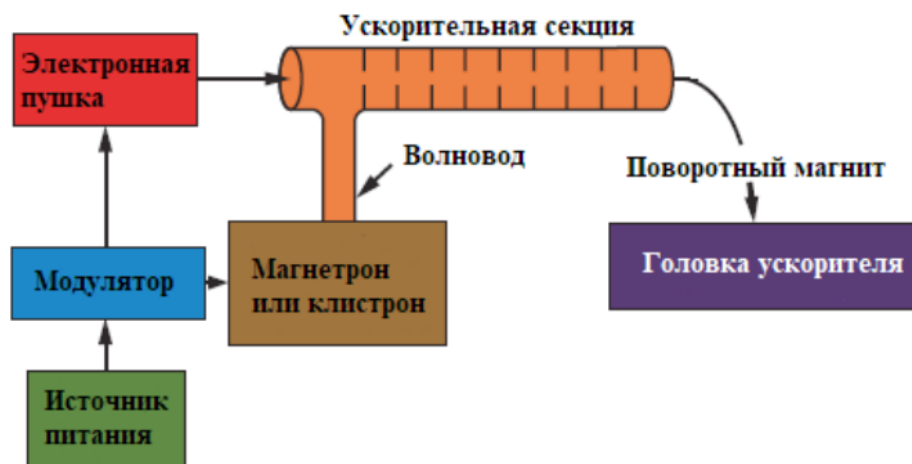 Ускорительная секция
Электронная
пушка
Волновод
Поворотный магнит
Модулятор
Магнетрон
или клистрон
Головка ускорителя
Источник
питания